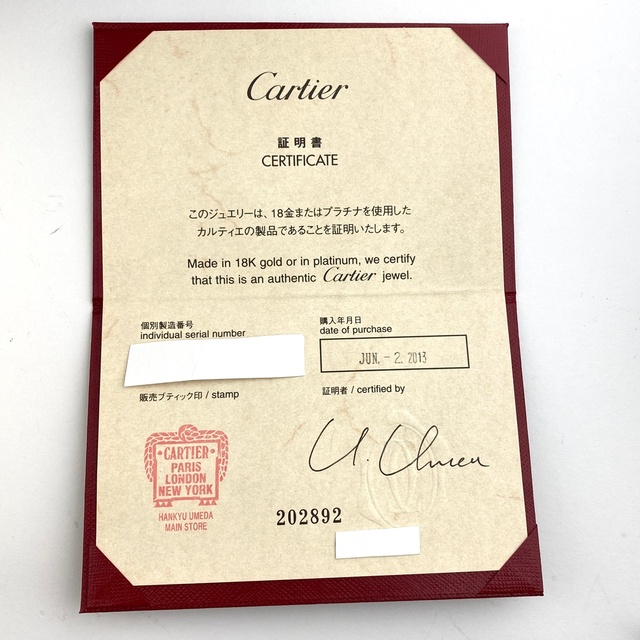 Cartier
証明書
CERTIFICATE
このジュエリーは、18金またはプラチナを使用した
カルティエの製品であることを証明いたします。
Made in 18K gold or in platinum, we certify
that this is an authentic Cartier jewel.
個別製造番号
individual serial number
購入年月日
date of purchase
JUN. - 2. 2013
販売ブティック印 / stamp
証明者 / certified by
CARTIER
PARIS
LONDON
NEW YORK
HANKYU UMEDA
MAIN STORE
202892